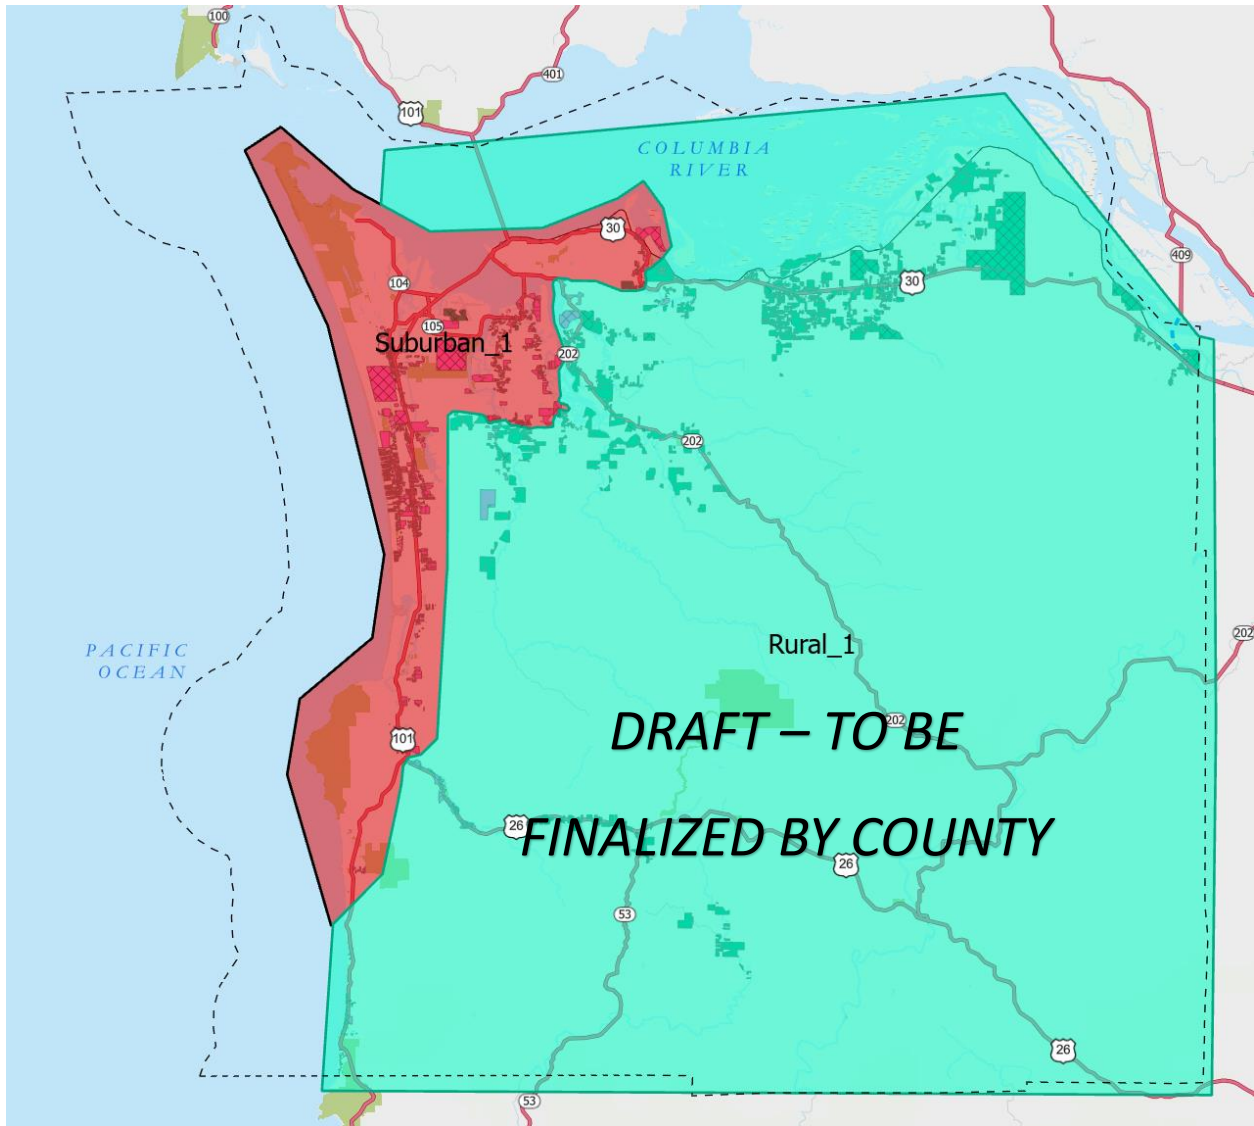 100
401
101
COLUMBIA
RIVER
30
409
104
30
105
Suburban_1
202
202
202
PACIFIC
OCEAN
Rural_1
101
DRAFT – TO BE
202
26
FINALIZED BY COUNTY
26
53
26
53